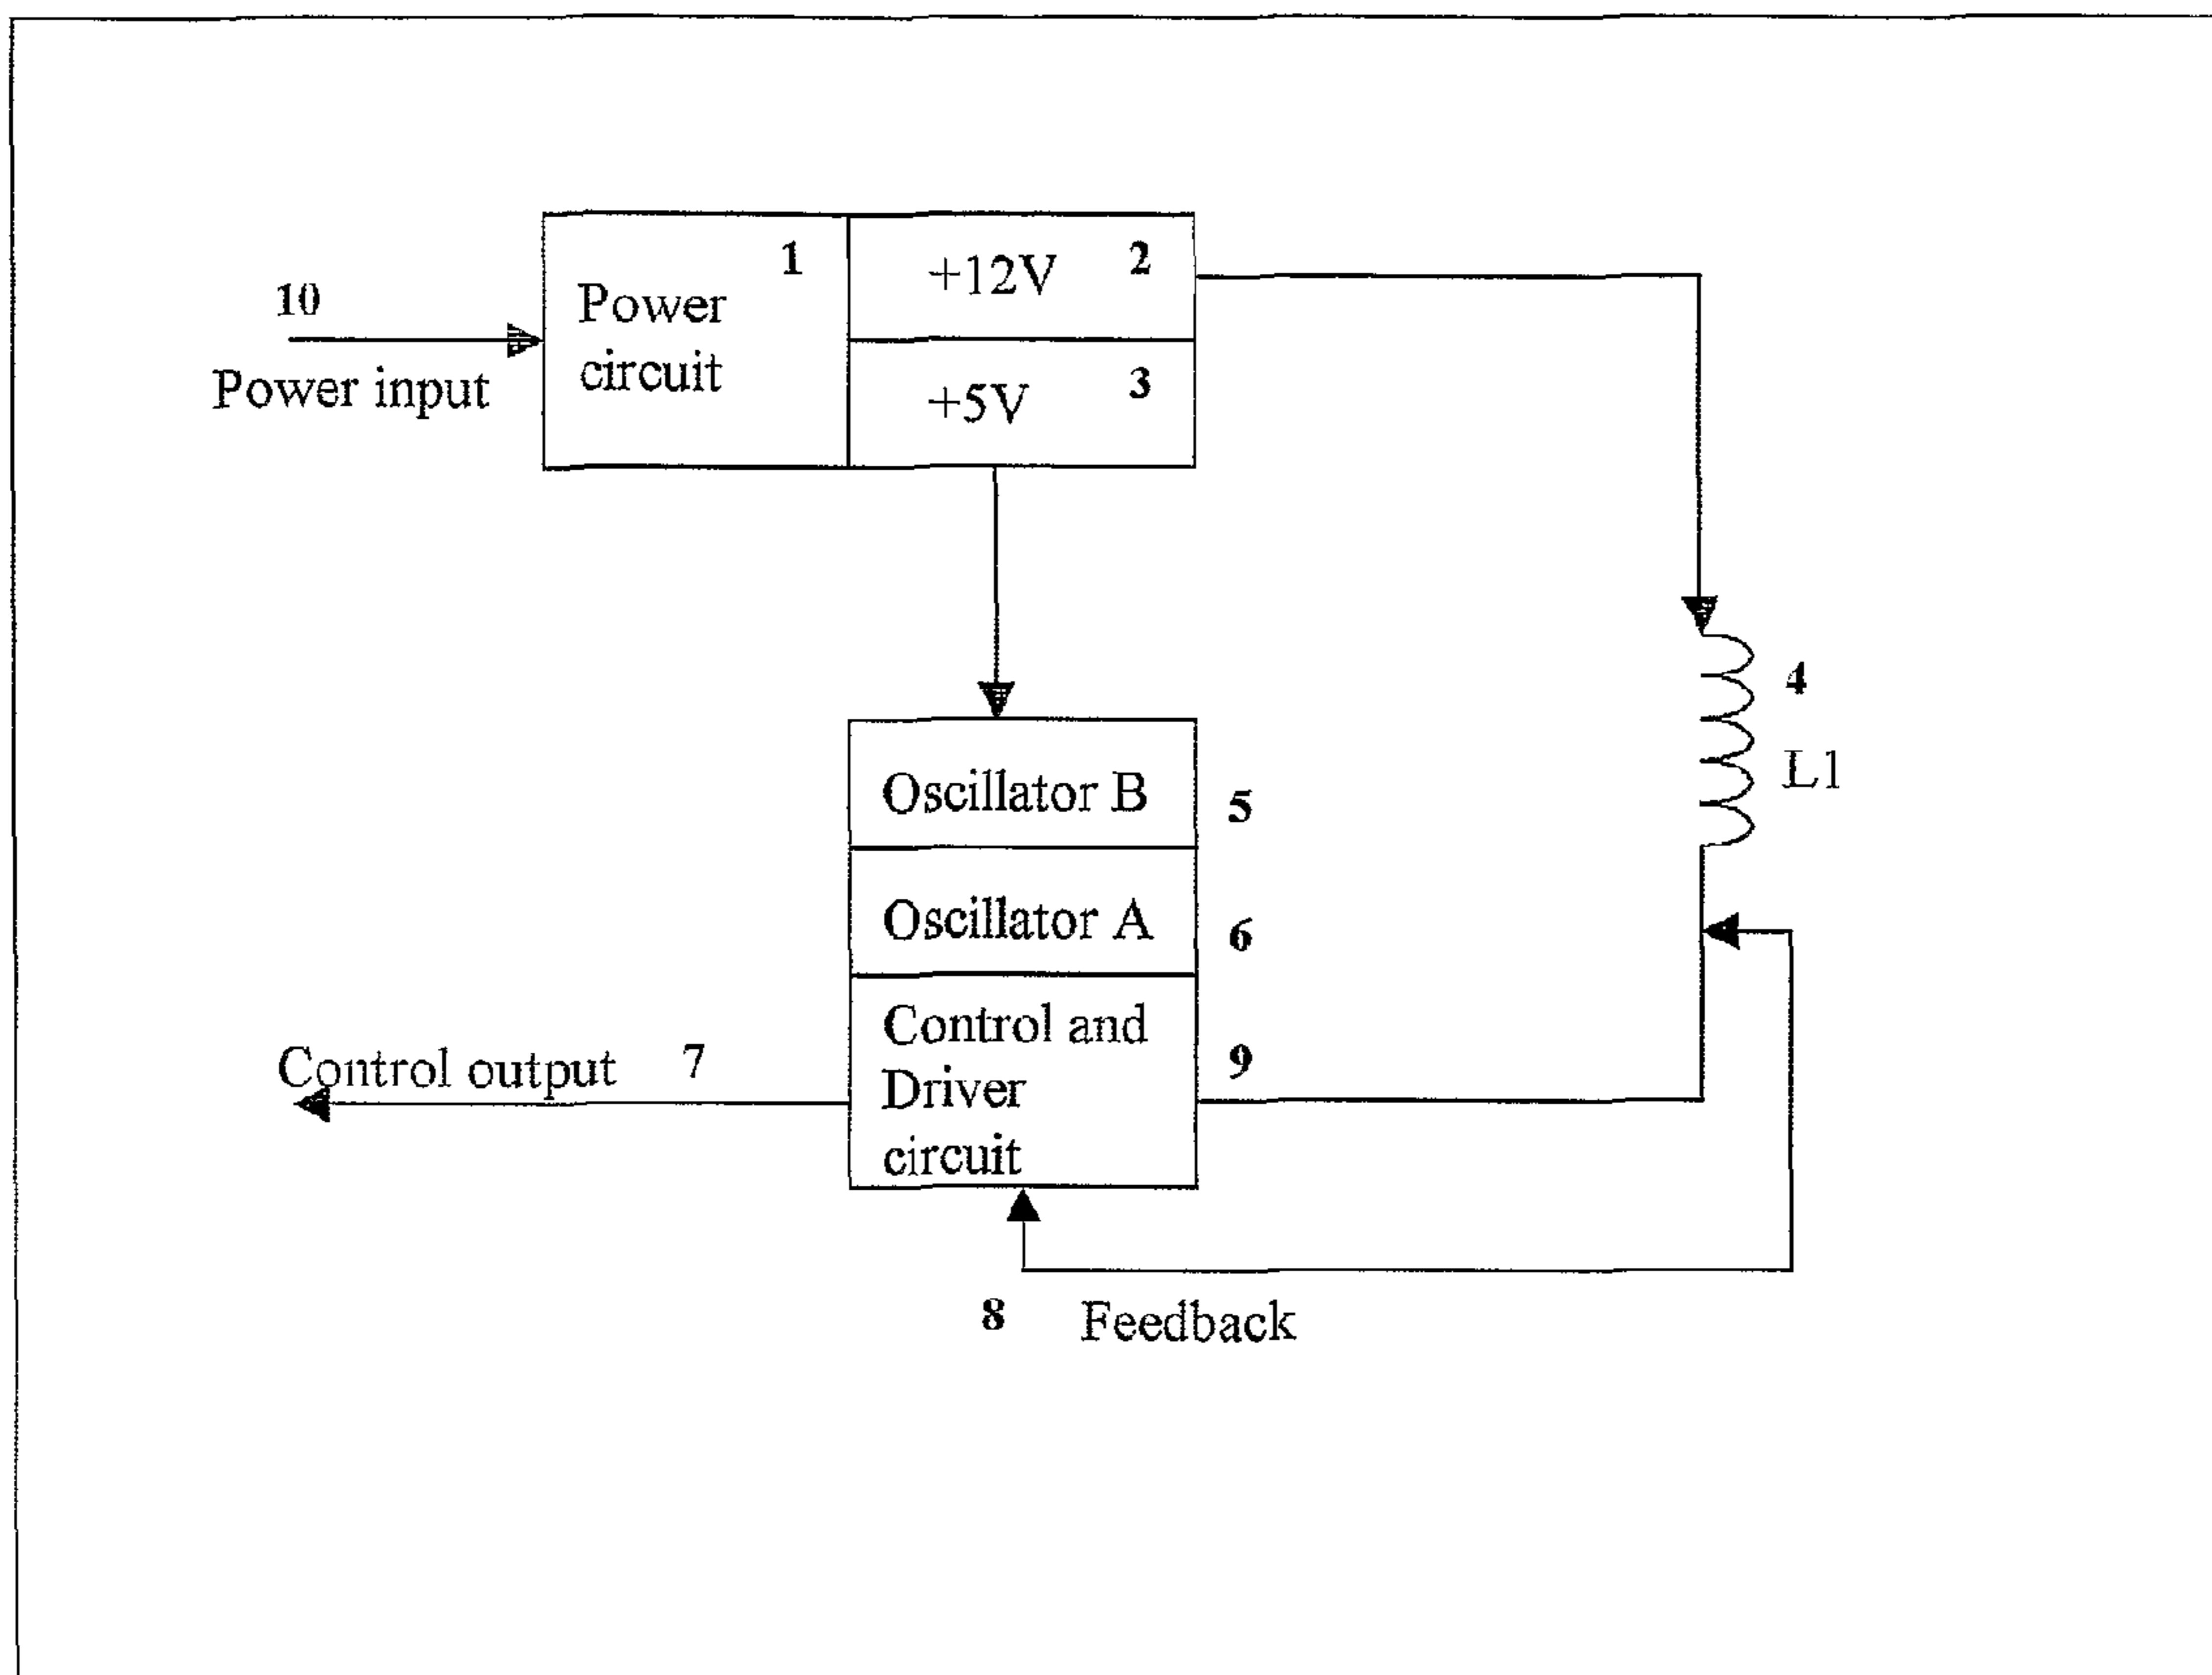 1
+12V
2
10
Power
circuit
Power input
+5V
3
4
L1
Oscillator B
5
Oscillator A
6
Control and
Driver
circuit
9
Control output
7
8
Feedback